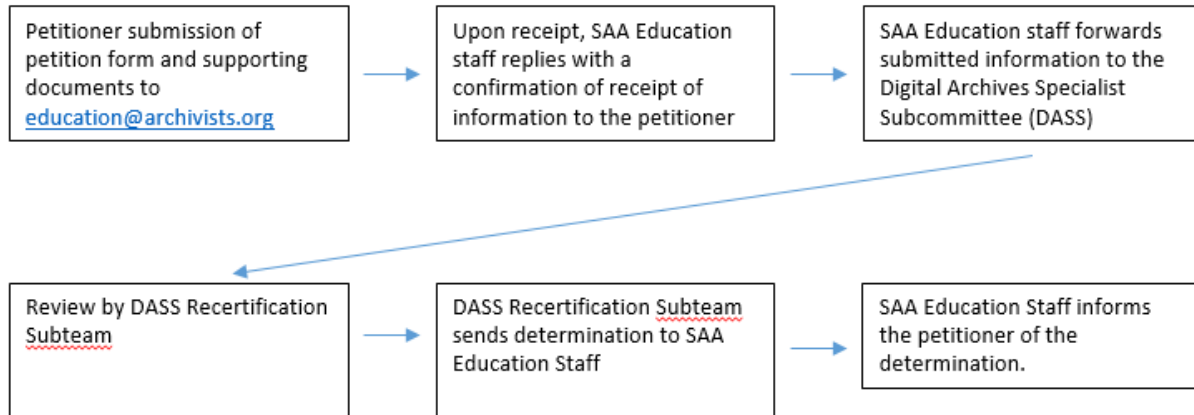 Petitioner submission of
petition form and supporting
documents to
education@archivists.org
Upon receipt, SAA Education
staff replies with a
confirmation of receipt of
information to the petitioner
SAA Education staff forwards
submitted information to the
Digital Archives Specialist
Subcommittee (DASS)
Review by DASS Recertification
Subteam
DASS Recertification Subteam
sends determination to SAA
Education Staff
SAA Education Staff informs
the petitioner of the
determination.